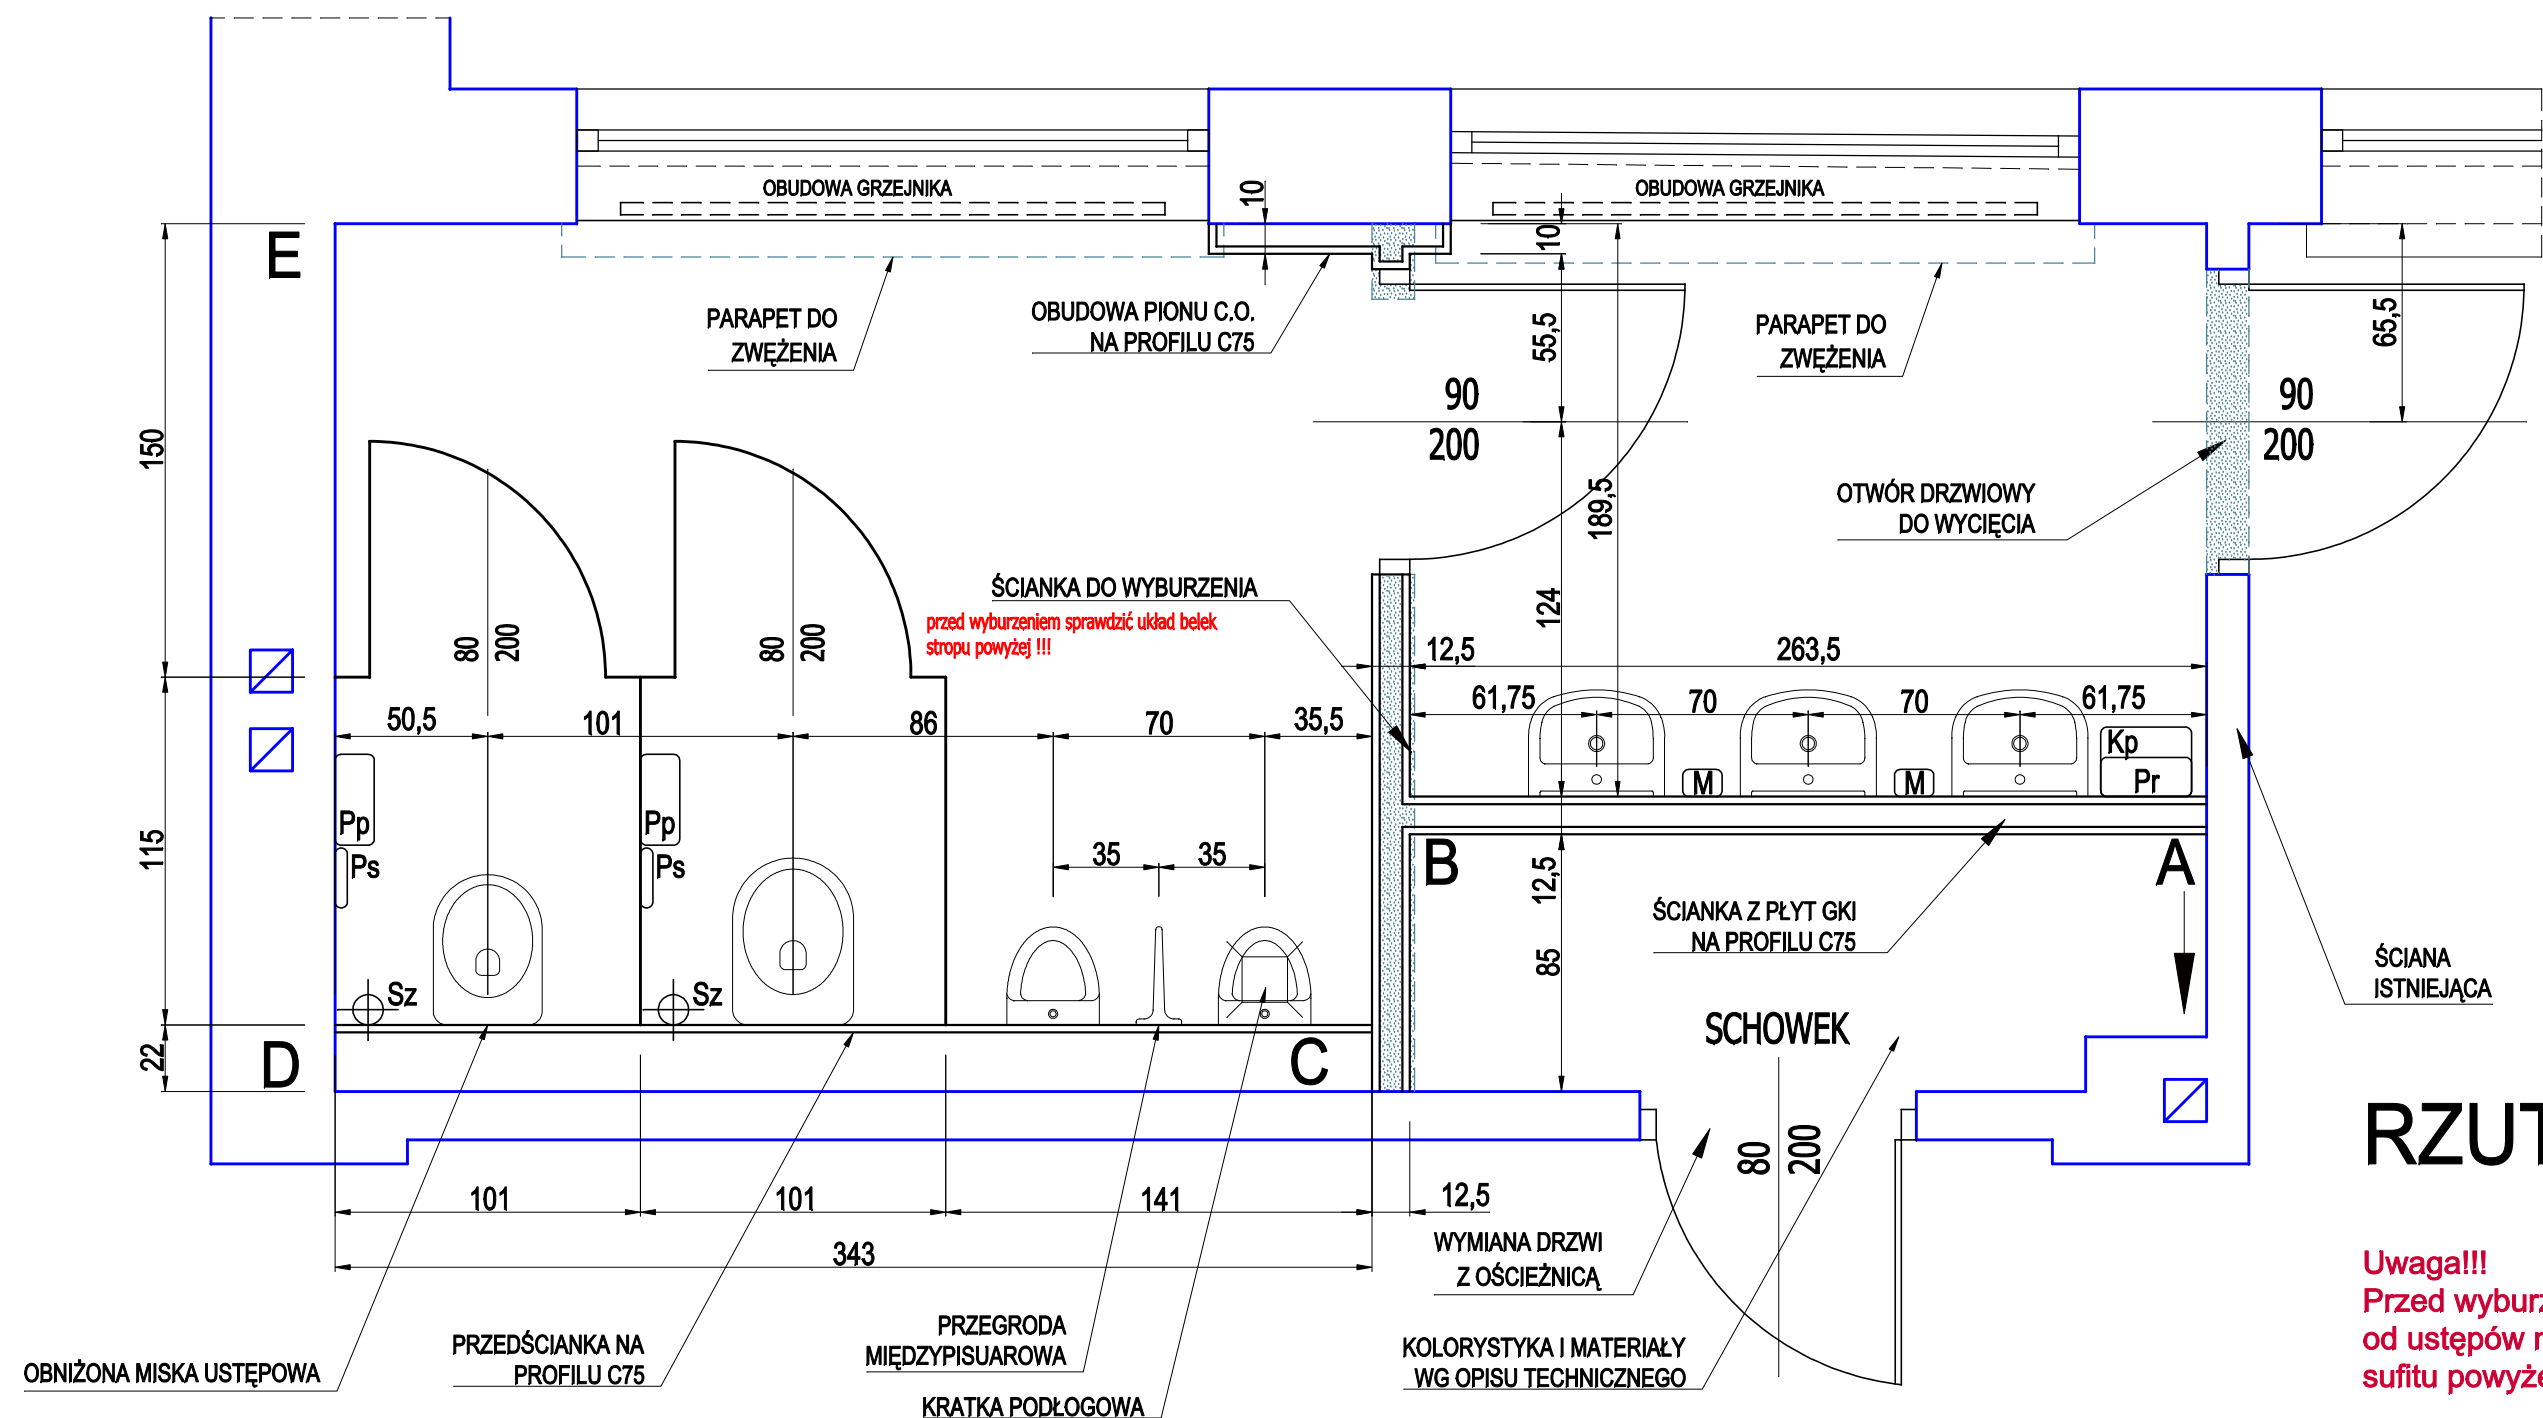 OBUDOWA GRZEJNIKA
OBUDOWA GRZEJNIKA
10
10
E
PARAPET DO
ZWĘŻENIA
OBUDOWA PIONU C.O.
NA PROFILU C75
55,5
PARAPET DO
ZWĘŻENIA
65,5
90
200
90
200
150
189,5
OTWÓR DRZWIOWY
DO WYCIĘCIA
ŚCIANKA DO WYBURZENIA
przed wyburzeniem sprawdzić układ belek
stropu powyżej !!!
124
80
200
80
200
12,5
263,5
50,5
101
86
70
35,5
61,75
70
70
61,75
Kp
Pr
M
M
Pp
Pp
Ps
Ps
115
35
35
B
A
12,5
ŚCIANKA Z PŁYT GKI
NA PROFILU C75
85
ŚCIANA
ISTNIEJĄCA
Sz
Sz
SCHOWEK
22
D
C
80
200
RZUT
101
101
141
12,5
343
WYMIANA DRZWI
Z OŚCIEŻNICĄ
Uwaga!!!
Przed wyburz
od ustępów
sufitu powyże
OBNIŻONA MISKA USTĘPOWA
PRZEDŚCIANKA NA
PROFILU C75
PRZEGRODA
MIĘDZYPISUAROWA
KRATKA PODŁOGOWA
KOLORYSTYKA I MATERIAŁY
WG OPISU TECHNICZNEGO